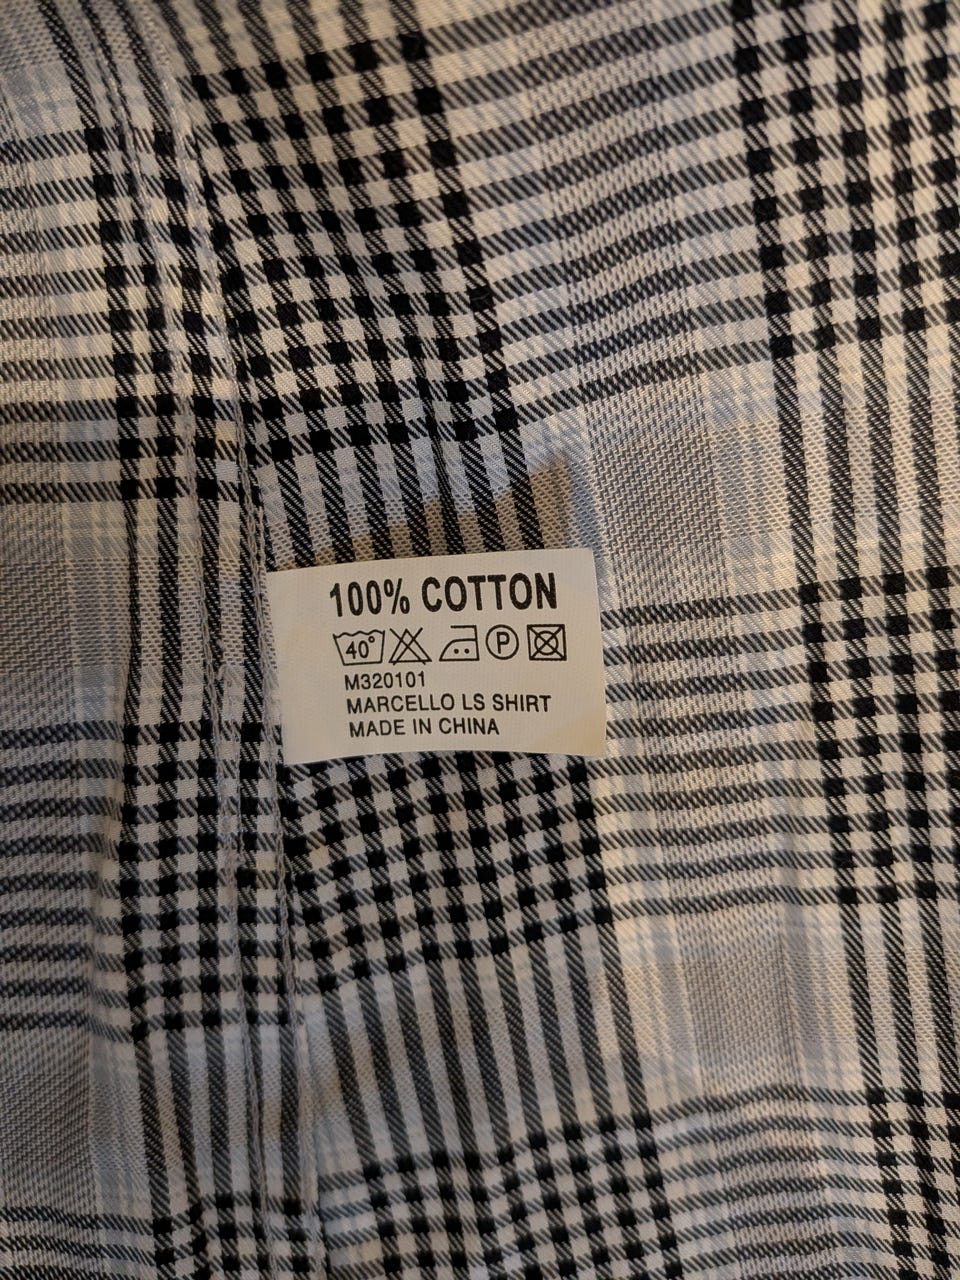 100% COTTON
40° P
M320101
MARCELLO LS SHIRT
MADE IN CHINA